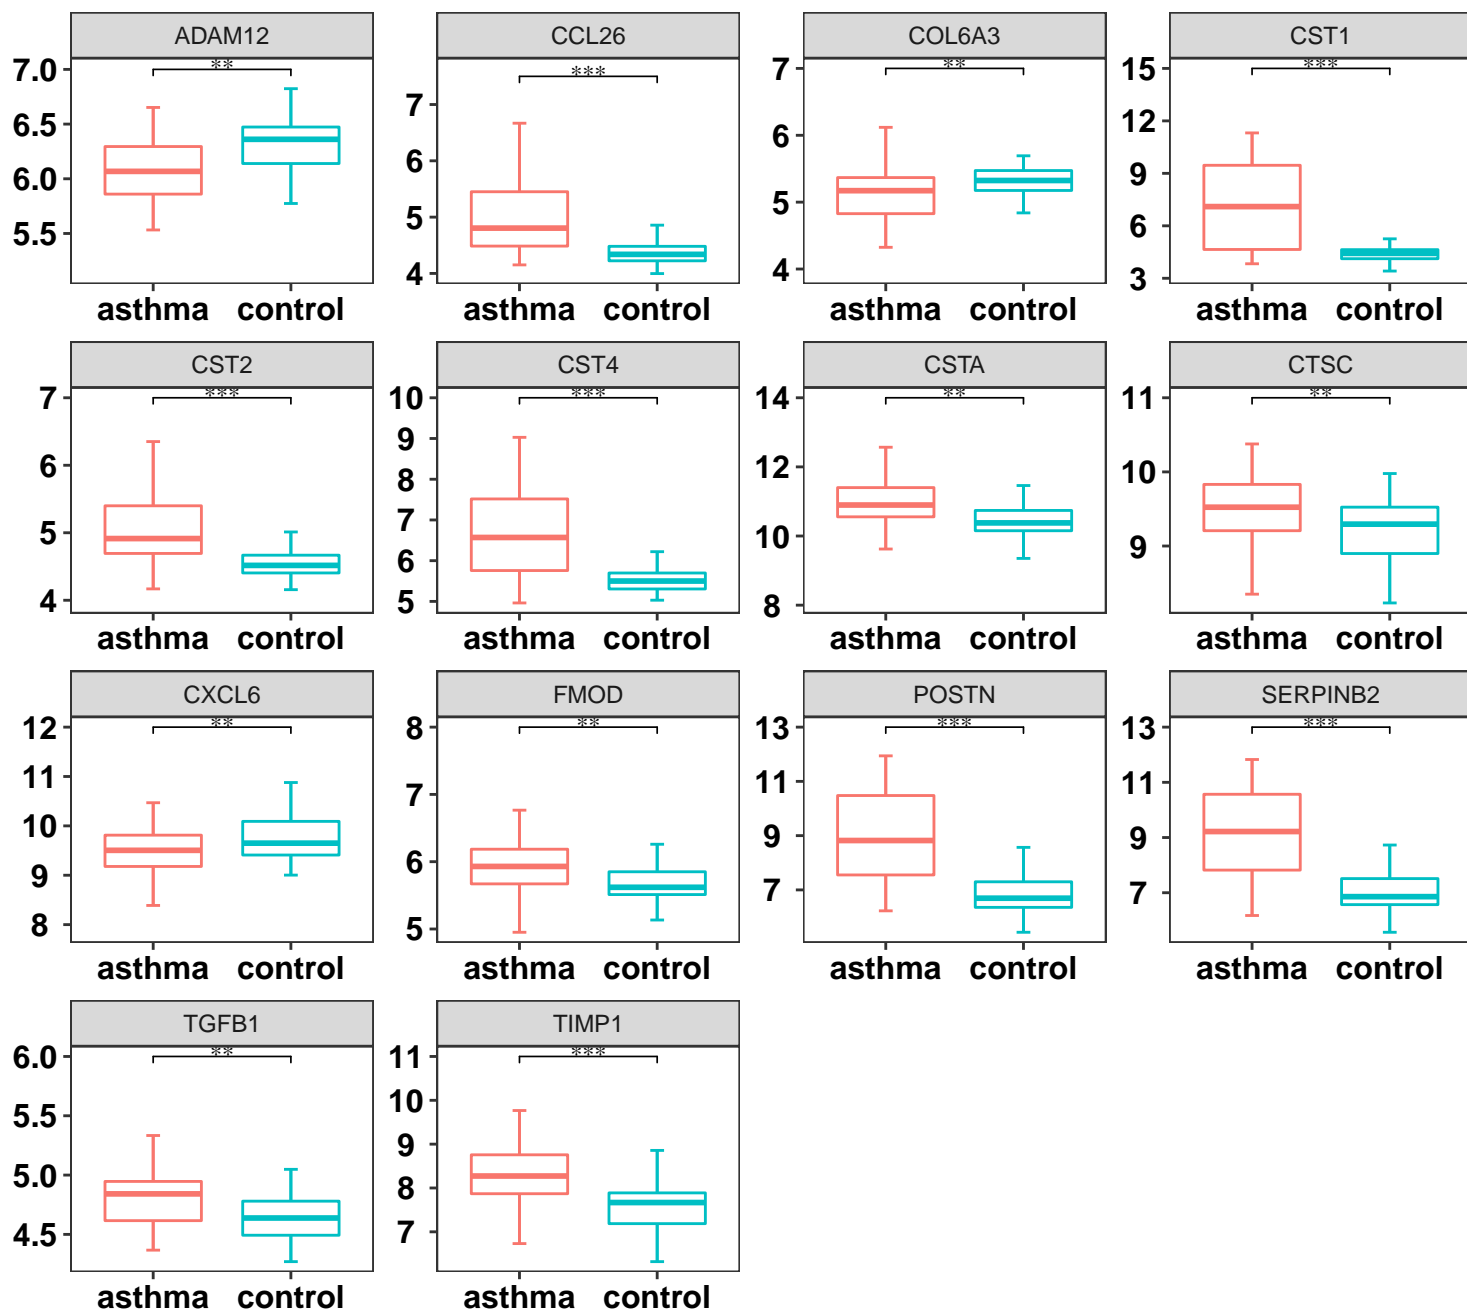 ADAM12 CCL26 COL6A3 CST1
** *** ** ***
7.0 6.5 6.0 5.5
7 6 5 4
7 6 5 4
15 12 9 6 3
asthma control asthma control asthma control asthma control
CST2 CST4 CSTA CTSC
*** *** ** **
7 6 5 4
10 9 8 7 6 5
14 12 10 8
11 10 9
asthma control asthma control asthma control asthma control
CXCL6 FMOD POSTN SERPINB2
** ** *** ***
12 11 10 9 8
8 7 6 5
13 11 9 7
13 11 9 7
asthma control asthma control asthma control asthma control
TGFB1 TIMP1
** ***
6.0 5.5 5.0 4.5
11 10 9 8 7
asthma control asthma control